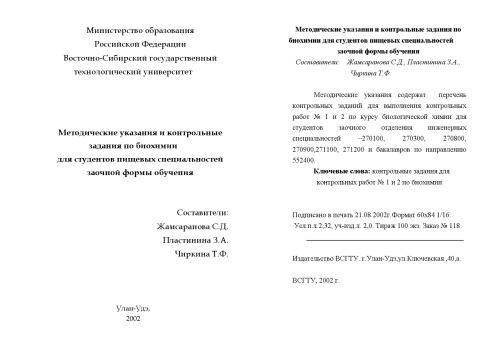 Министерство образования
Российской Федерации
Восточно-Сибирский государственный
технологический университет
Методические указания и контрольные
задания по биохимии
для студентов пищевых специальностей
заочной формы обучения
Составители:
Жамсаранова С.Д.
Пластинина З.А.
Чиркина Т.Ф.
Улан-Удэ,
2002
Методические указания и контрольные задания по
биохимии для студентов пищевых специальностей
заочной формы обучения
Составители: Жамсаранова С.Д., Пластинина З.А.,
Чиркина Т.Ф.
Методические указания содержат перечень
контрольных заданий для выполнения контрольных
работ № 1 и 2 по курсу биологической химии для
студентов заочного отделения инженерных
специальностей –270100, 270300, 270800,
270900,271100, 271200 и бакалавров по направлению
552400.
Ключевые слова: контрольные задания для
контрольных работ № 1 и 2 по биохимии
Подписано в печать 21.08.2002г.Формат 60х84 1/16.
Усл.п.л.2,32, уч-изд.л. 2,0. Тираж 100 экз. Заказ № 118
Издательство ВСГТУ. г.Улан-Удэ,ул.Ключевская ,40,а.
ВСГТУ, 2002 г.